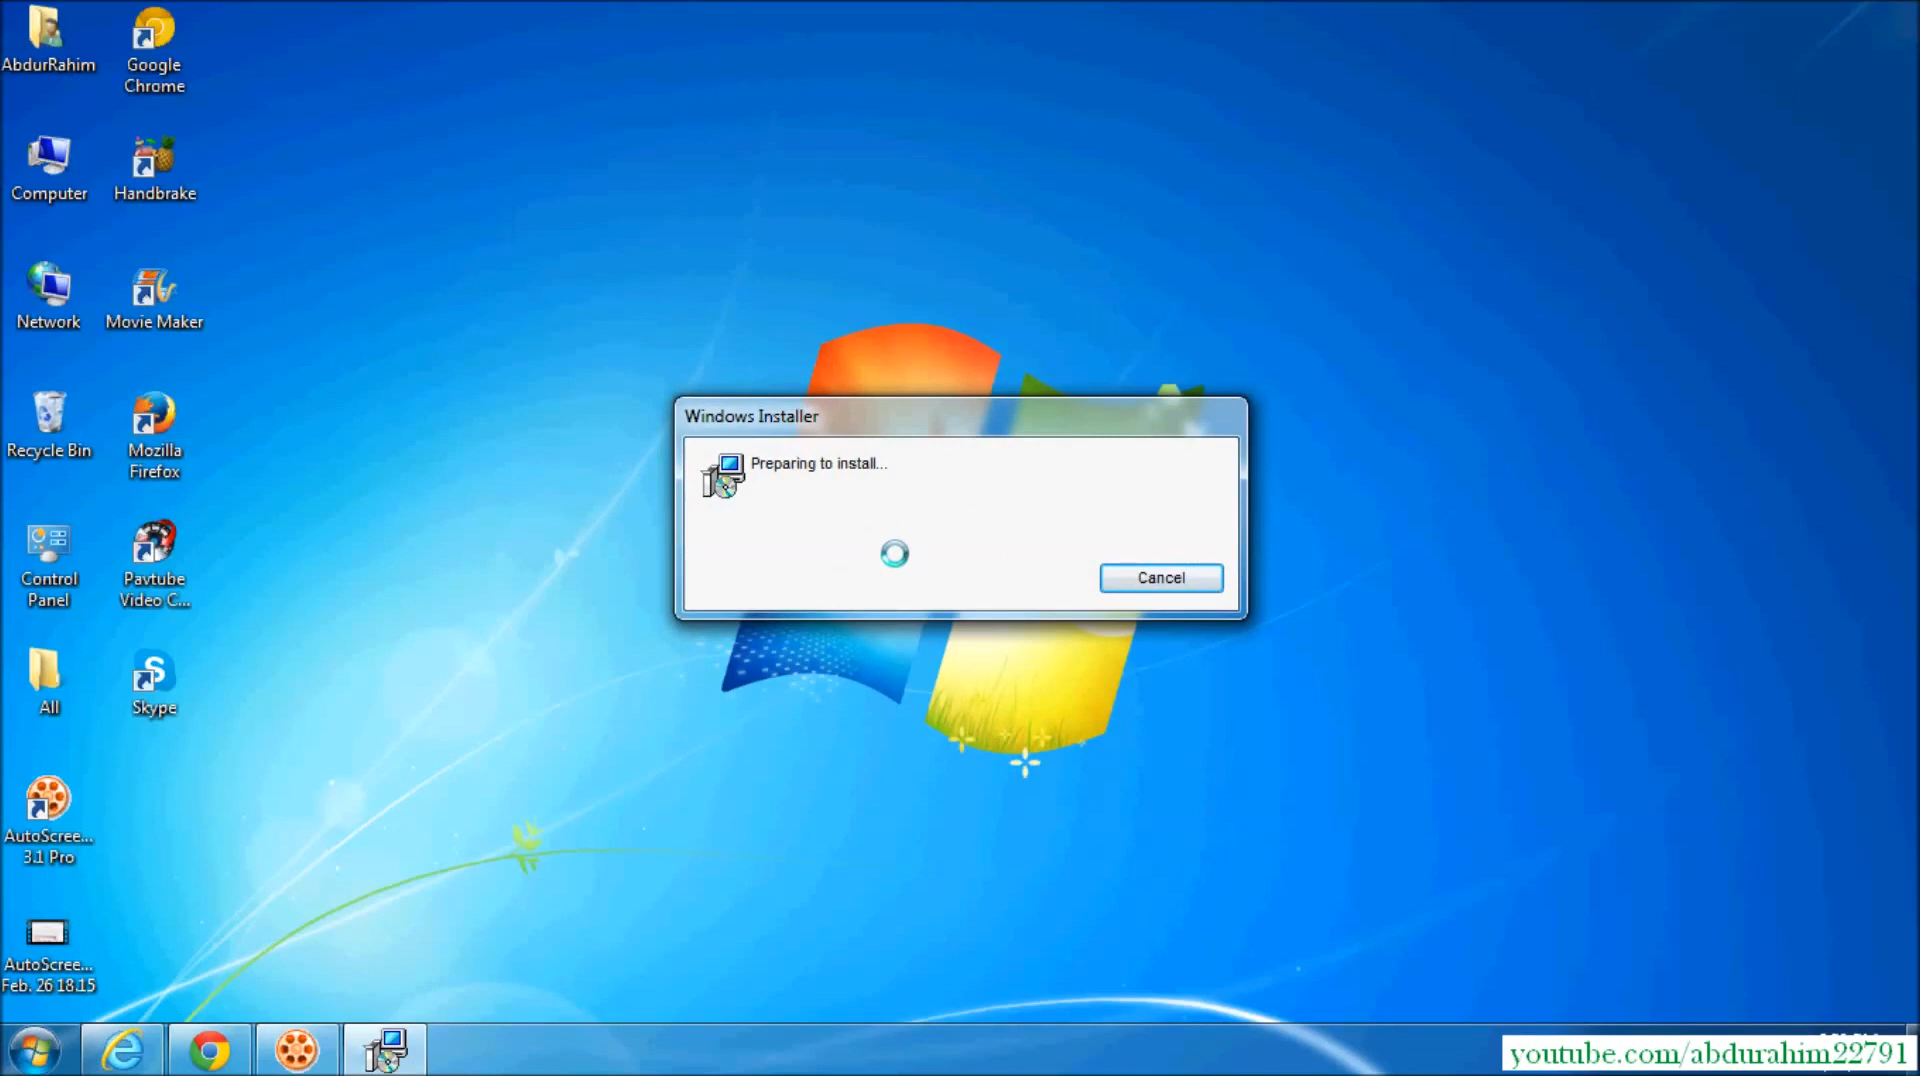 AbdurRahim
Google
Chrome
Computer
Handbrake
Network
Movie Maker
Recycle Bin
Mozilla
Firefox
Control
Panel
Pavtube
Video C...
All
Skype
AutoScree...
3.1 Pro
AutoScree...
Feb. 26 18.15
Windows Installer
Preparing to install...
Cancel
youtube.com/abdurahim22791